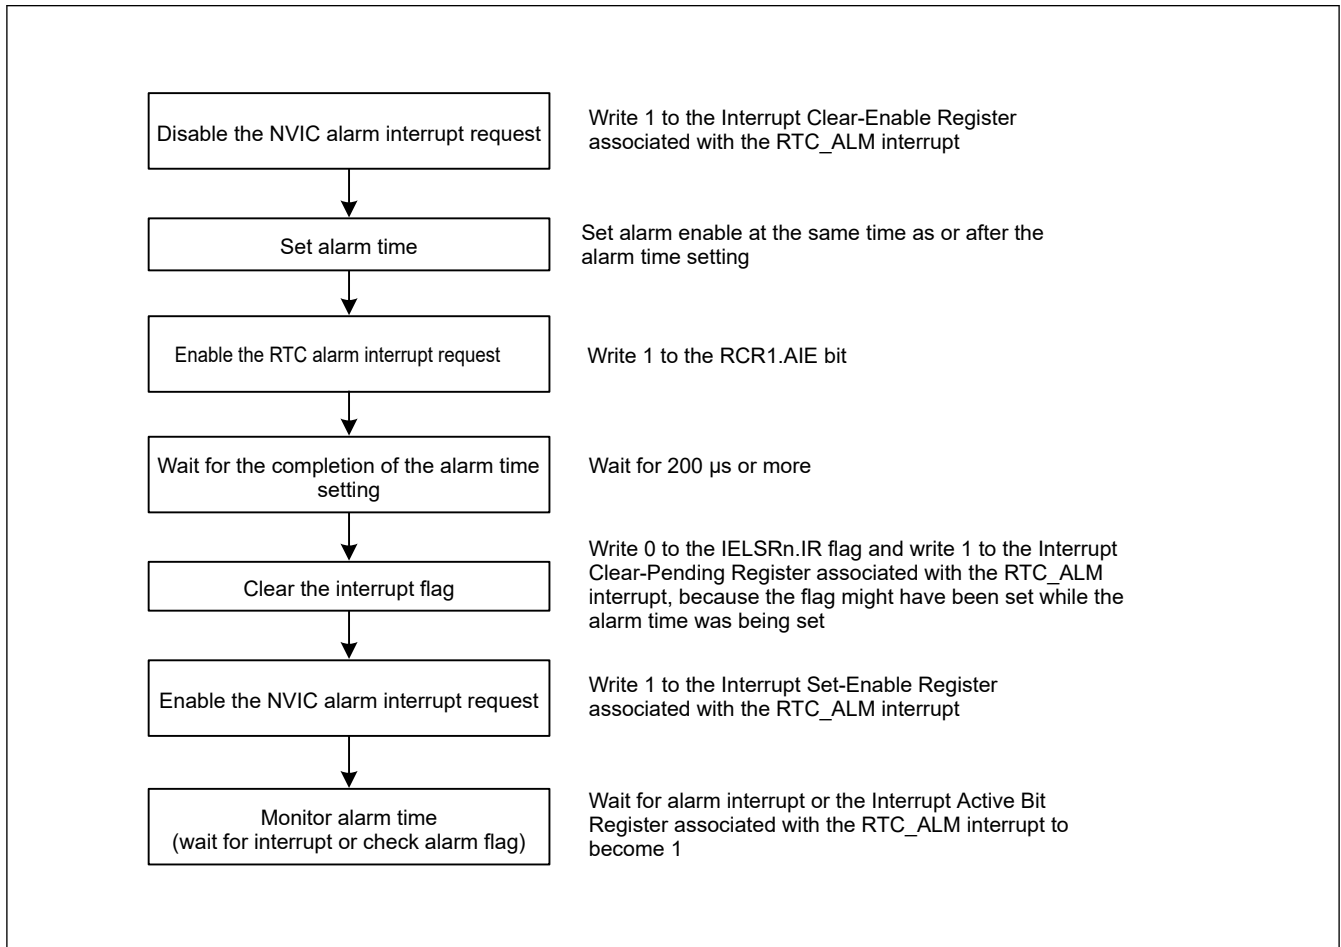 Disable the NVIC alarm interrupt request
Write 1 to the Interrupt Clear-Enable Register
associated with the RTC_ALM interrupt
Set alarm time
Set alarm enable at the same time as or after the
alarm time setting
Enable the RTC alarm interrupt request
Write 1 to the RCR1.AIE bit
Wait for the completion of the alarm time
setting
Wait for 200 µs or more
Clear the interrupt flag
Write 0 to the IELSRn.IR flag and write 1 to the Interrupt
Clear-Pending Register associated with the RTC_ALM
interrupt, because the flag might have been set while the
alarm time was being set
Enable the NVIC alarm interrupt request
Write 1 to the Interrupt Set-Enable Register
associated with the RTC_ALM interrupt
Monitor alarm time
(wait for interrupt or check alarm flag)
Wait for alarm interrupt or the Interrupt Active Bit
Register associated with the RTC_ALM interrupt to
become 1